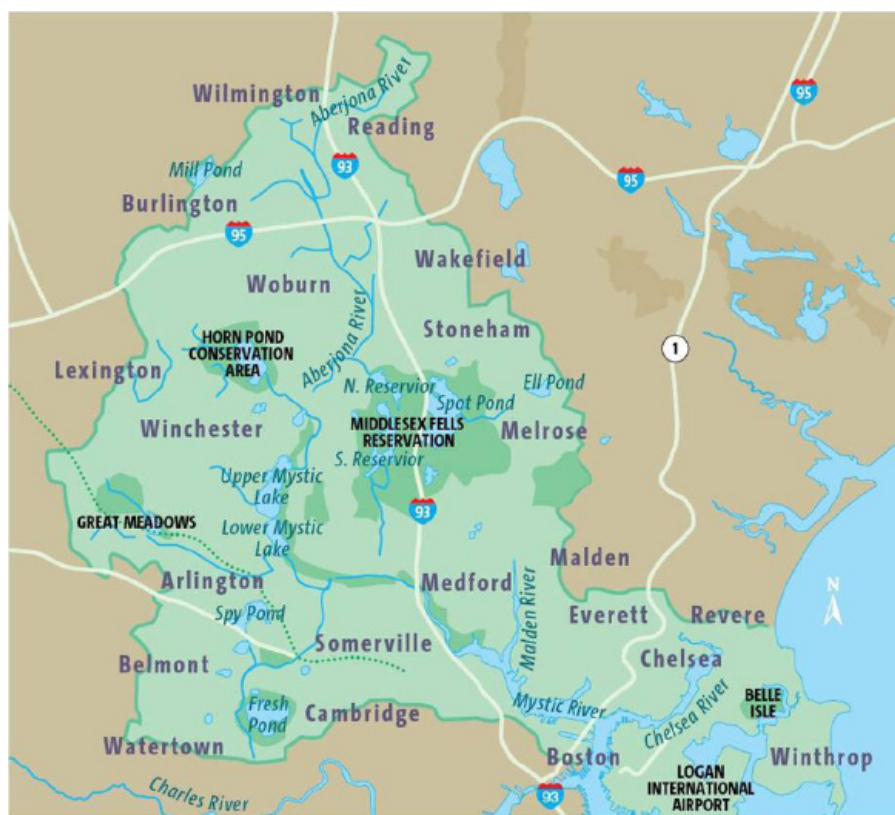 95
Wilmington
Aberjona River
Reading
Mill Pond
93
95
Burlington
95
Wakefield
Woburn
Aberjona River
Stoneham
HORN POND
CONSERVATION
AREA
1
Lexington
N. Reservior
Ell Pond
Spot Pond
Winchester
MIDDLESEX FELLS
RESERVATION
Melrose
S. Reservior
Upper Mystic
Lake
93
GREAT MEADOWS
Lower Mystic
Lake
Malden
Arlington
Medford
N
Spy Pond
Malden River
Everett
Revere
Somerville
Belmont
Chelsea
Fresh
Pond
Cambridge
Mystic River
Chelsea River
BELLE
ISLE
Watertown
Boston
Winthrop
LOGAN
INTERNATIONAL
AIRPORT
Charles River
93